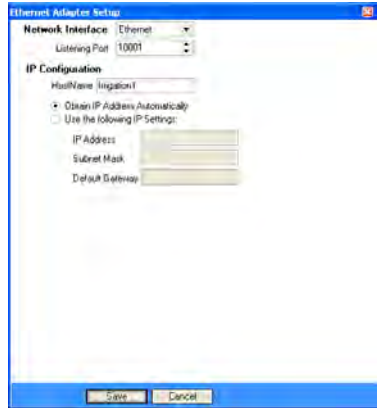 Ethernet Adapter Setup
Network Interface Ethernet
Listening Port 10001
IP Configuration
HostName Irrigation1
Obtain IP Address Automatically
Use the following IP Settings:
IP Address
Subnet Mask
Default Gateway
Save Cancel